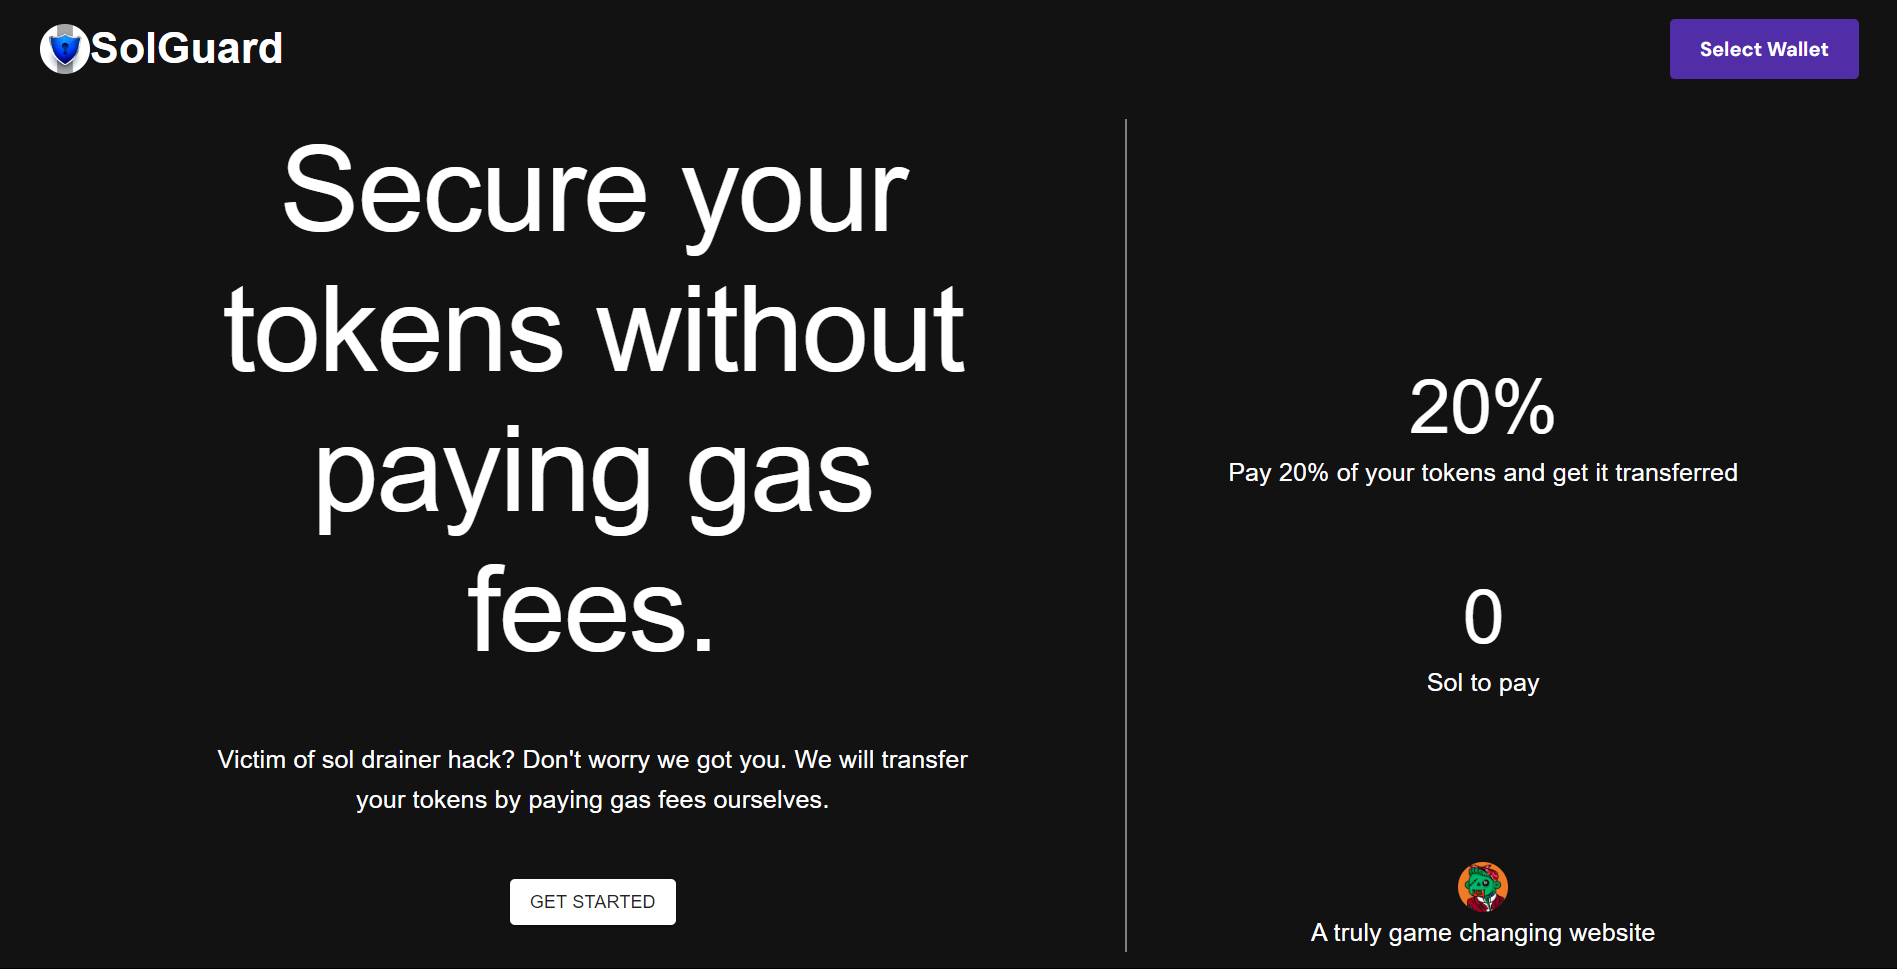 SolGuard
Select Wallet
Secure your
tokens without
paying gas
fees.
Victim of sol drainer hack? Don't worry we got you. We will transfer
your tokens by paying gas fees ourselves.
GET STARTED
20%
Pay 20% of your tokens and get it transferred
0
Sol to pay
A truly game changing website